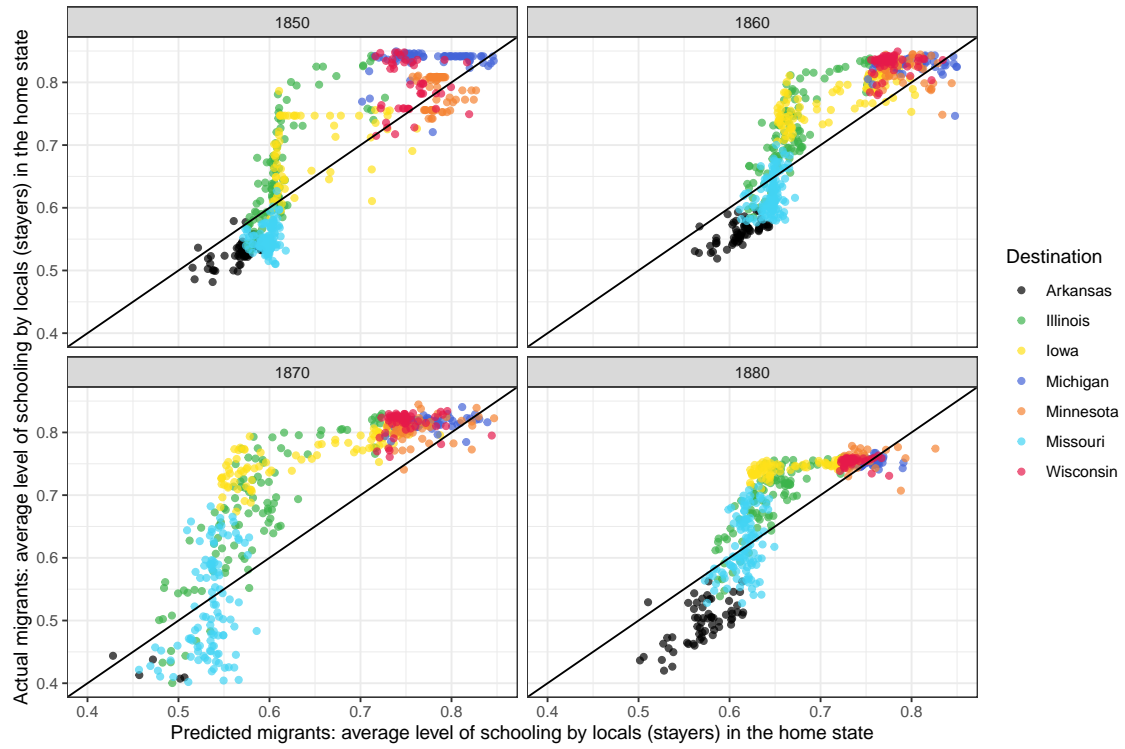 1850
1860
0.8
0.7
0.6
0.5
0.4
1870
1880
0.8
0.7
0.6
0.5
0.4
0.4 0.5 0.6 0.7 0.8
0.4 0.5 0.6 0.7 0.8
Predicted migrants: average level of schooling by locals (stayers) in the home state
Actual migrants: average level of schooling by locals (stayers) in the home state
Destination
Arkansas
Illinois
Iowa
Michigan
Minnesota
Missouri
Wisconsin